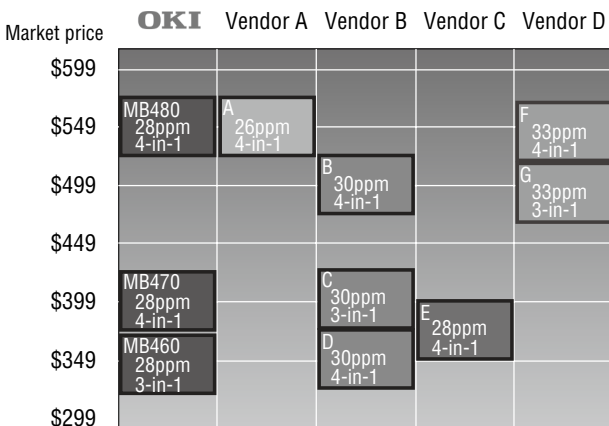 Market price
OKI Vendor A Vendor B Vendor C Vendor D
$599
$549
$499
$449
$399
$349
$299
MB480
28ppm
4-in-1
A
26ppm
4-in-1
B
30ppm
4-in-1
F
33ppm
4-in-1
G
33ppm
3-in-1
MB470
28ppm
4-in-1
C
30ppm
3-in-1
E
28ppm
4-in-1
MB460
28ppm
3-in-1
D
30ppm
4-in-1